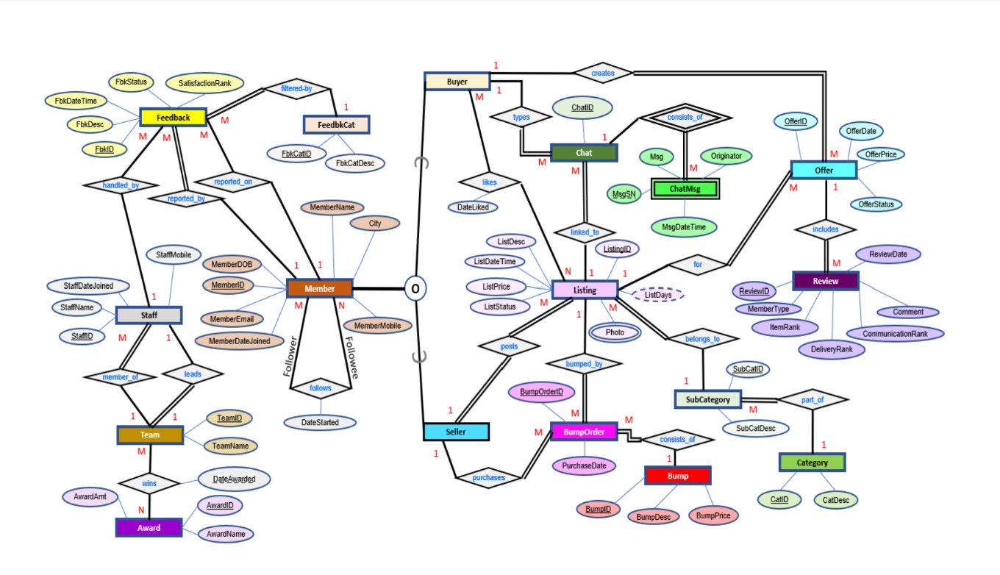 1
creates
Buyer
FbkStatus
SatisfactionRank
filtered-by
1
M
FbkDateTime
ChatID
Feedback
M
1
types
consists_of
OfferID
FbkDesc
FeedbkCat
OfferDate
M
M
M
1
FbkID
FbkCatID
FbkCatDesc
Chat
M
Msg
Originator
M
OfferPrice
M
M
Offer
handled_by
reported_on
likes
ChatMsg
M
1
reported_by
MsgSN
OfferStatus
DateLiked
MemberName
City
MsgDateTime
linked_to
includes
ListDesc
ListingID
StaffMobile
ListDateTime
for
ReviewDate
MemberDOB
1
1
N
1
1
M
StaffDateJoined
MemberID
Member
O
ListPrice
Listing
ListDays
Review
ReviewID
1
M
N
ListStatus
M
1
M
MemberType
Comment
StaffName
Staff
MemberEmail
MemberMobile
ItemRank
StaffID
M
1
MemberDateJoined
Photo
CommunicationRank
posts
belongs_to
DeliveryRank
Follower
Followee
bumped_by
SubCatID
member_of
leads
follows
BumpOrderID
1
SubCategory
part_of
M
1
1
TeamID
DateStarted
1
M
M
SubCatDesc
Team
Seller
M
BumpOrder
consists_of
TeamName
M
1
1
1
PurchaseDate
Category
wins
DateAwarded
purchases
Bump
AwardAmt
AwardID
BumpID
BumpDesc
BumpPrice
CatID
CatDesc
N
Award
AwardName